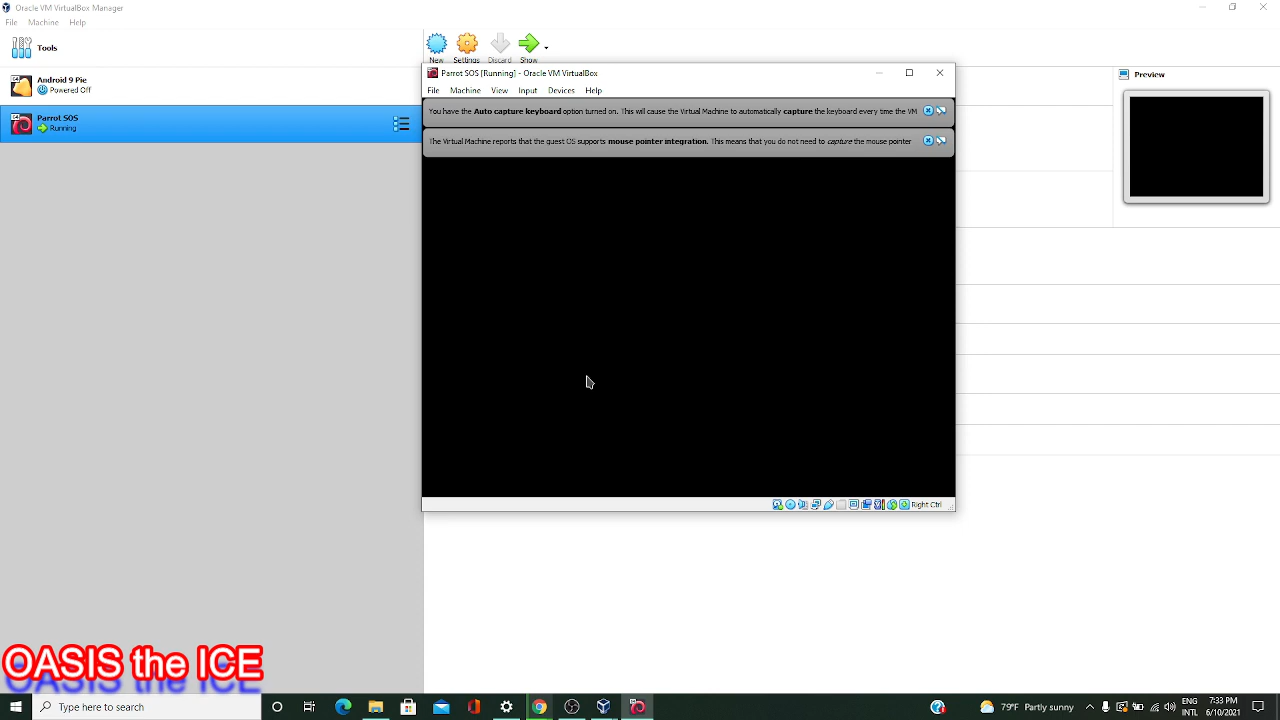 Oracle VM VirtualBox Manager
File Machine Help
Tools
Android 9 Pie
Powered Off
Parrot SOS
Running
New Settings Discard Show
Preview
Parrot SOS [Running] - Oracle VM VirtualBox
File Machine View Input Devices Help
You have the Auto capture keyboard option turned on. This will cause the Virtual Machine to automatically capture the keyboard every time the VM
The Virtual Machine reports that the guest OS supports mouse pointer integration. This means that you do not need to capture the mouse pointer
Right Ctrl
OASIS the ICE
Type here to search
79°F Partly sunny
ENG
INTL
7:33 PM
6/10/2021